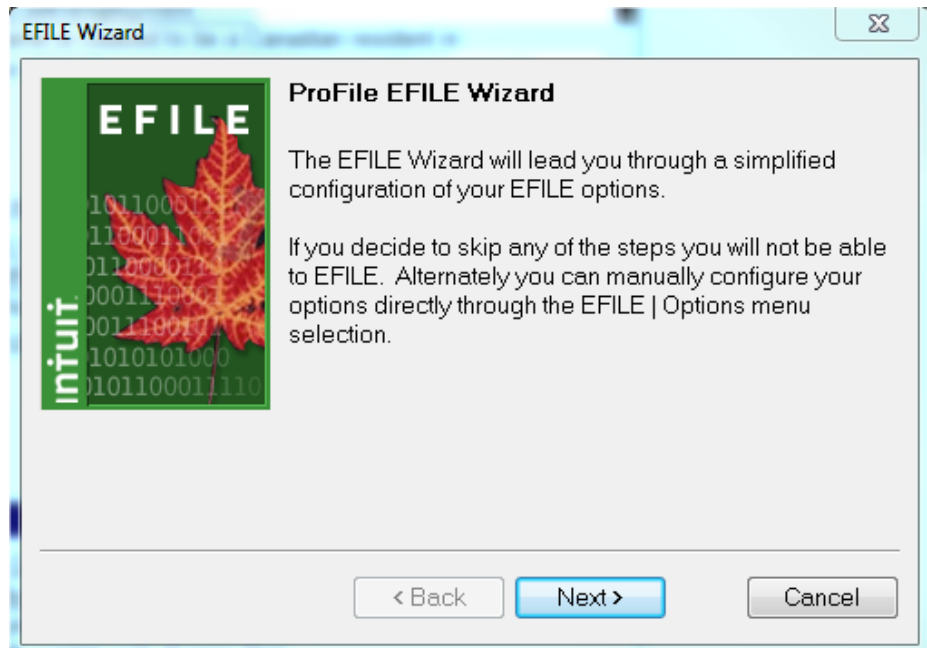 EFILE Wizard
ProFile EFILE Wizard
EFILE
The EFILE Wizard will lead you through a simplified
configuration of your EFILE options.
If you decide to skip any of the steps you will not be able
to EFILE. Alternately you can manually configure your
options directly through the EFILE | Options menu
selection.
intuit
1010101000
< Back
Next >
Cancel